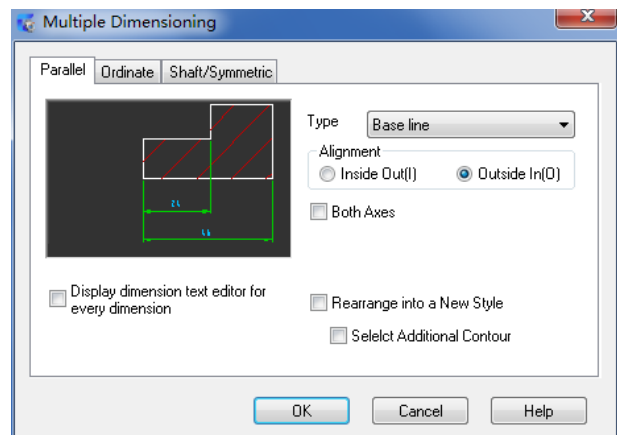 Multiple Dimensioning
Parallel
Ordinate
Shaft/Symmetric
Type
Base line
Alignment
Inside Out(I)
Outside In(O)
Both Axes
Display dimension text editor for
every dimension
Rearrange into a New Style
Selelct Additional Contour
OK
Cancel
Help